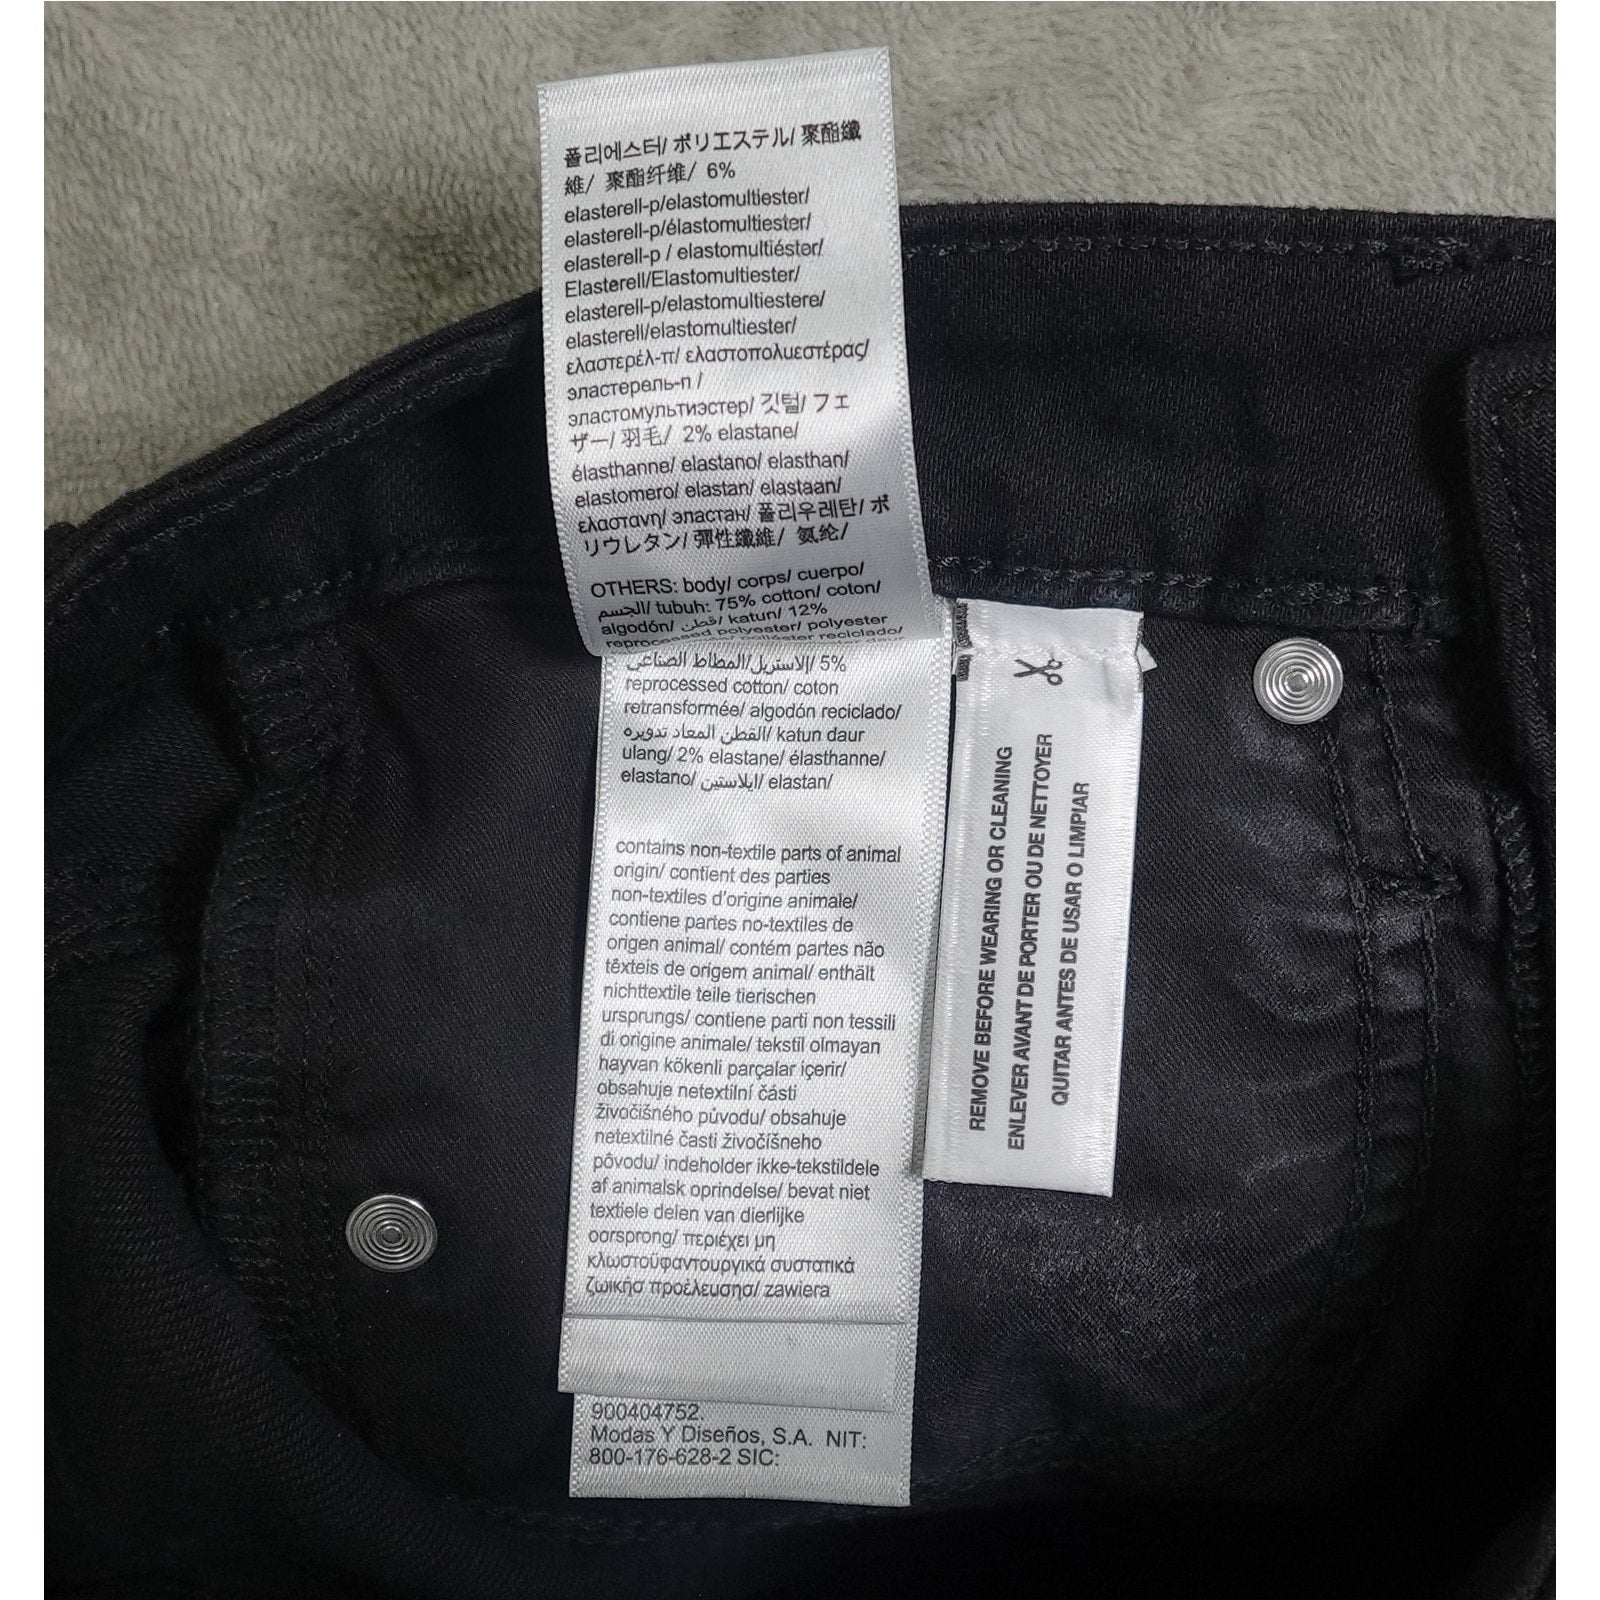 폴리에스터/ ポリエステル/ 聚酯纖
維/ 聚酯纤维/ 6%
elasterell-p/elastomultiester/
elasterell-p/élastomultiester/
elasterell-p / elastomultiéster/
Elasterell/Elastomultiester/
elasterell-p/elastomultiestere/
elasterell/elastomultiester/
ελαστερέλ-π/ ελαστοπολυεστέρας/
эластерель-п /
эластомультиэстер/ 깃털/ フェ
ザー/ 羽毛/ 2% elastane/
élasthanne/ elastano/ elasthan/
elastomero/ elastan/ elastaan/
ελαστανη/ эластан/ 폴리우레탄/ ポ
リウレタン/ 彈性纖維/ 氨纶/
OTHERS: body/ corps/ cuerpo/
الجسم/ tubuh: 75% cotton/ coton/
algodón/ قطن/ katun/ 12%
reprocessed polyester/ polyester
الاستريل/المطاط الصناعي/ 5%
reprocessed cotton/ coton
retransformée/ algodón reciclado/
القطن المعاد تدويره/ katun daur
ulang/ 2% elastane/ élasthanne/
elastano/ ايلاستين/ elastan/
contains non-textile parts of animal
origin/ contient des parties
non-textiles d'origine animale/
contiene partes no-textiles de
origen animal/ contém partes não
têxteis de origem animal/ enthält
nichttextile teile tierischen
ursprungs/ contiene parti non tessili
di origine animale/ tekstil olmayan
hayvan kökenli parçalar içerir/
obsahuje netextilní části
živočišného původu/ obsahuje
netextilné časti živočíšneho
pôvodu/ indeholder ikke-tekstildele
af animalsk oprindelse/ bevat niet
textiele delen van dierlijke
oorsprong/ περιέχει μη
κλωστοϋφαντουργικά συστατικά
ζωικήσ προέλευσησ/ zawiera
900404752.
Modas Y Diseños, S.A. NIT:
800-176-628-2 SIC:
REMOVE BEFORE WEARING OR CLEANING
ENLEVER AVANT DE PORTER OU DE NETTOYER
QUITAR ANTES DE USAR O LIMPIAR